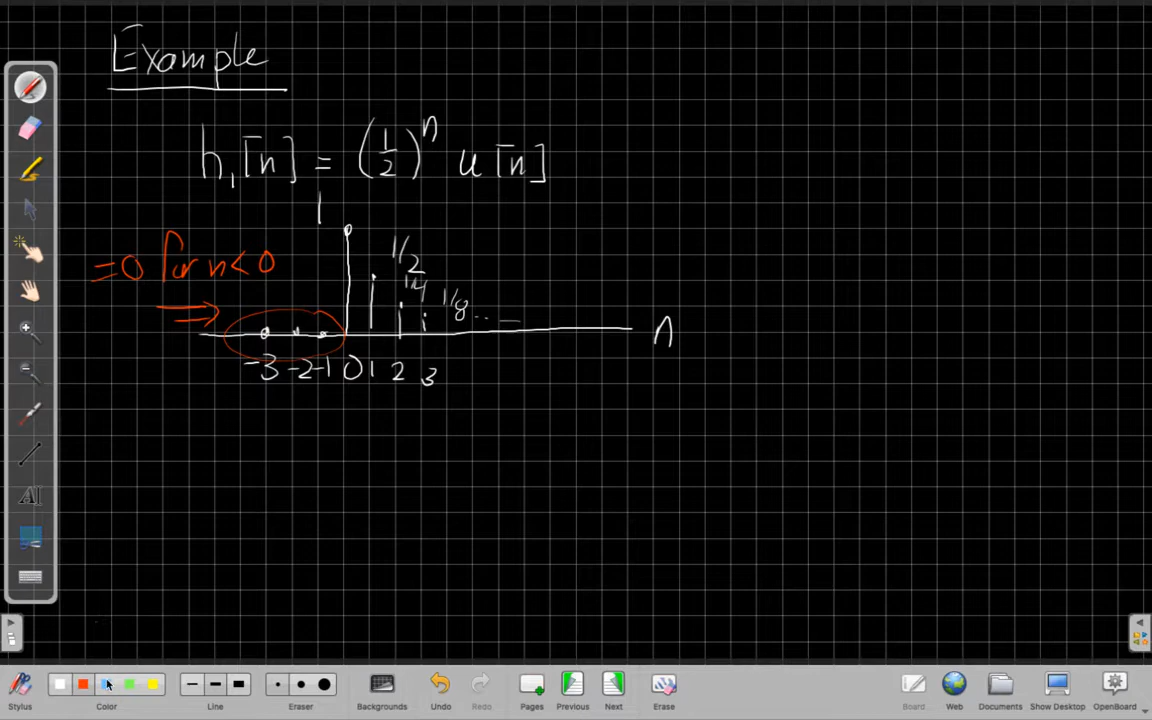 Example
h₁[n] = (1/2)ⁿ u[n]
1
1/2
=0 for n<0
1/4
1/8 . . _
⇒
n
-3 -2 -1 0 1 2 3
Stylus
Color
Line
Eraser
Backgrounds
Undo
Redo
Pages
Previous
Next
Erase
Board
Web
Documents
Show Desktop
OpenBoard